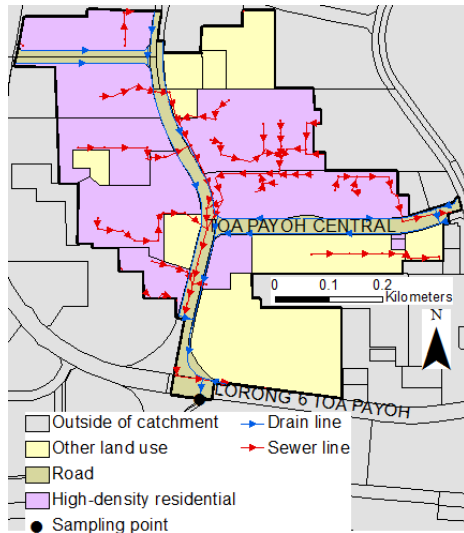 TOA PAYOH CENTRAL
0 0.1 0.2
Kilometers
N
LORONG 6 TOA PAYOH
Outside of catchment
Other land use
Road
High-density residential
Sampling point
Drain line
Sewer line